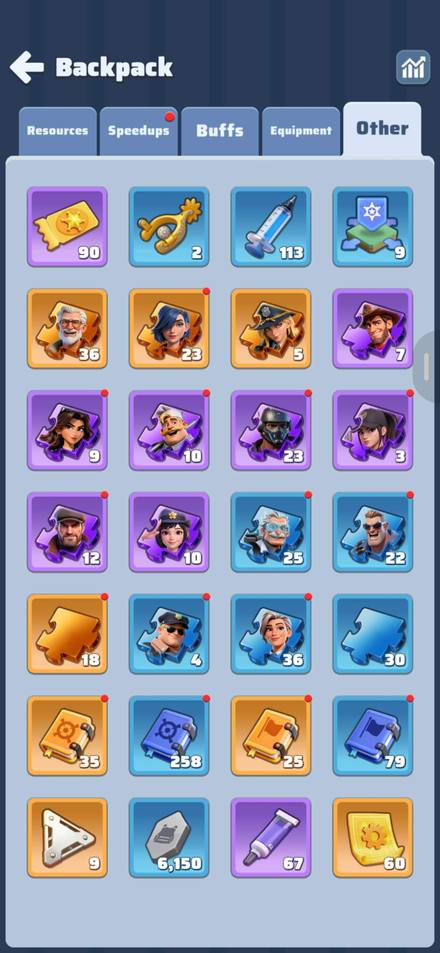 Backpack
Resources Speedups Buffs Equipment Other
90 2 113 9
36 23 5 7
9 10 23 3
12 10 25 22
18 4 36 30
35 258 25 79
9 6,150 67 60